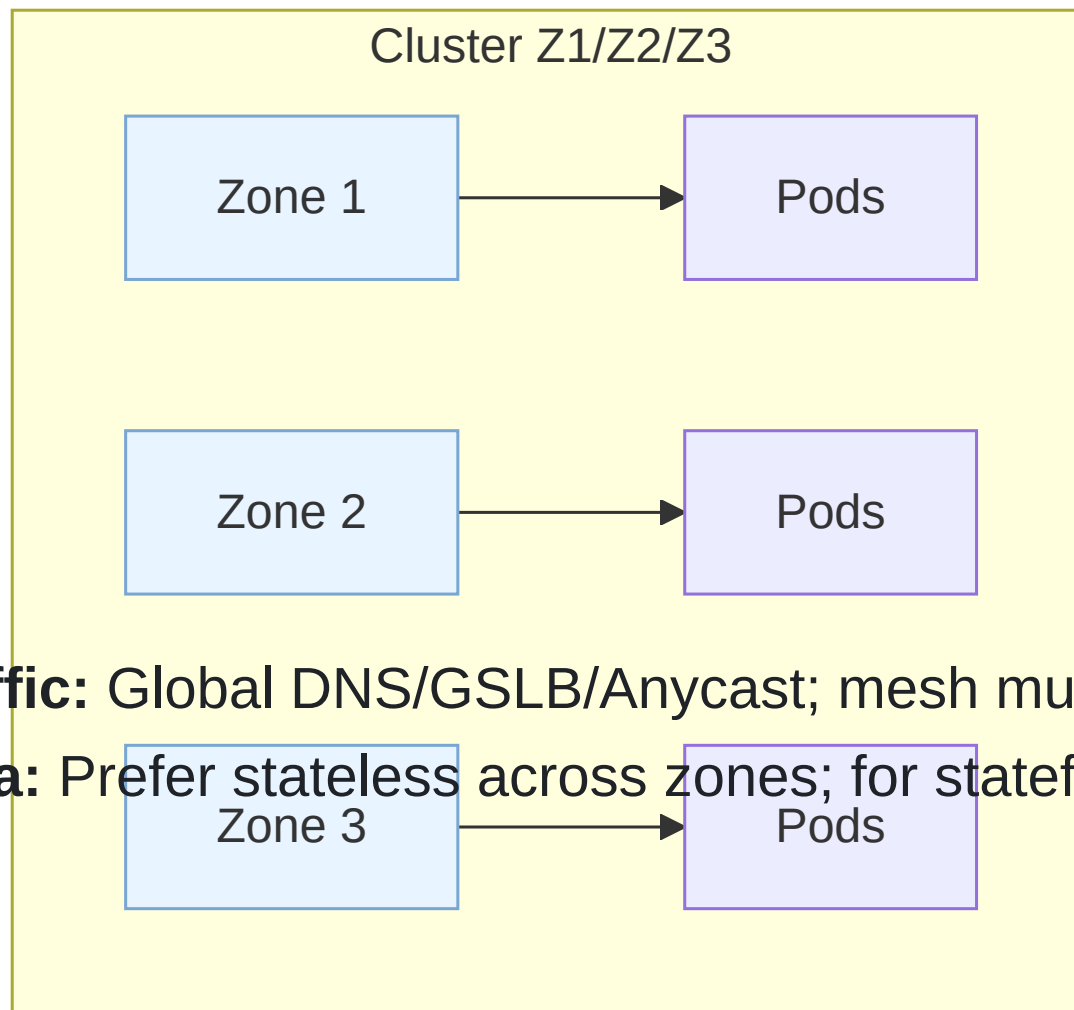 Cluster Z1/Z2/Z3
Zone 1
Pods
Zone 2
Pods
ffic: Global DNS/GSLB/Anycast; mesh mu
a: Prefer stateless across zones; for statef
Zone 3
Pods